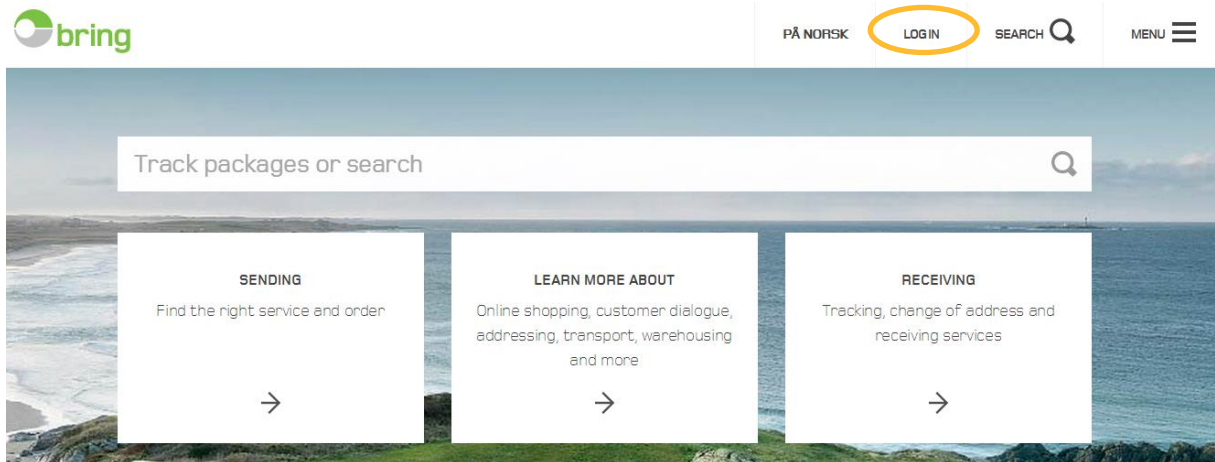 bring
PÅ NORSK
LOG IN
SEARCH
MENU
Track packages or search
SENDING
Find the right service and order
LEARN MORE ABOUT
Online shopping, customer dialogue,
addressing, transport, warehousing
and more
RECEIVING
Tracking, change of address and
receiving services